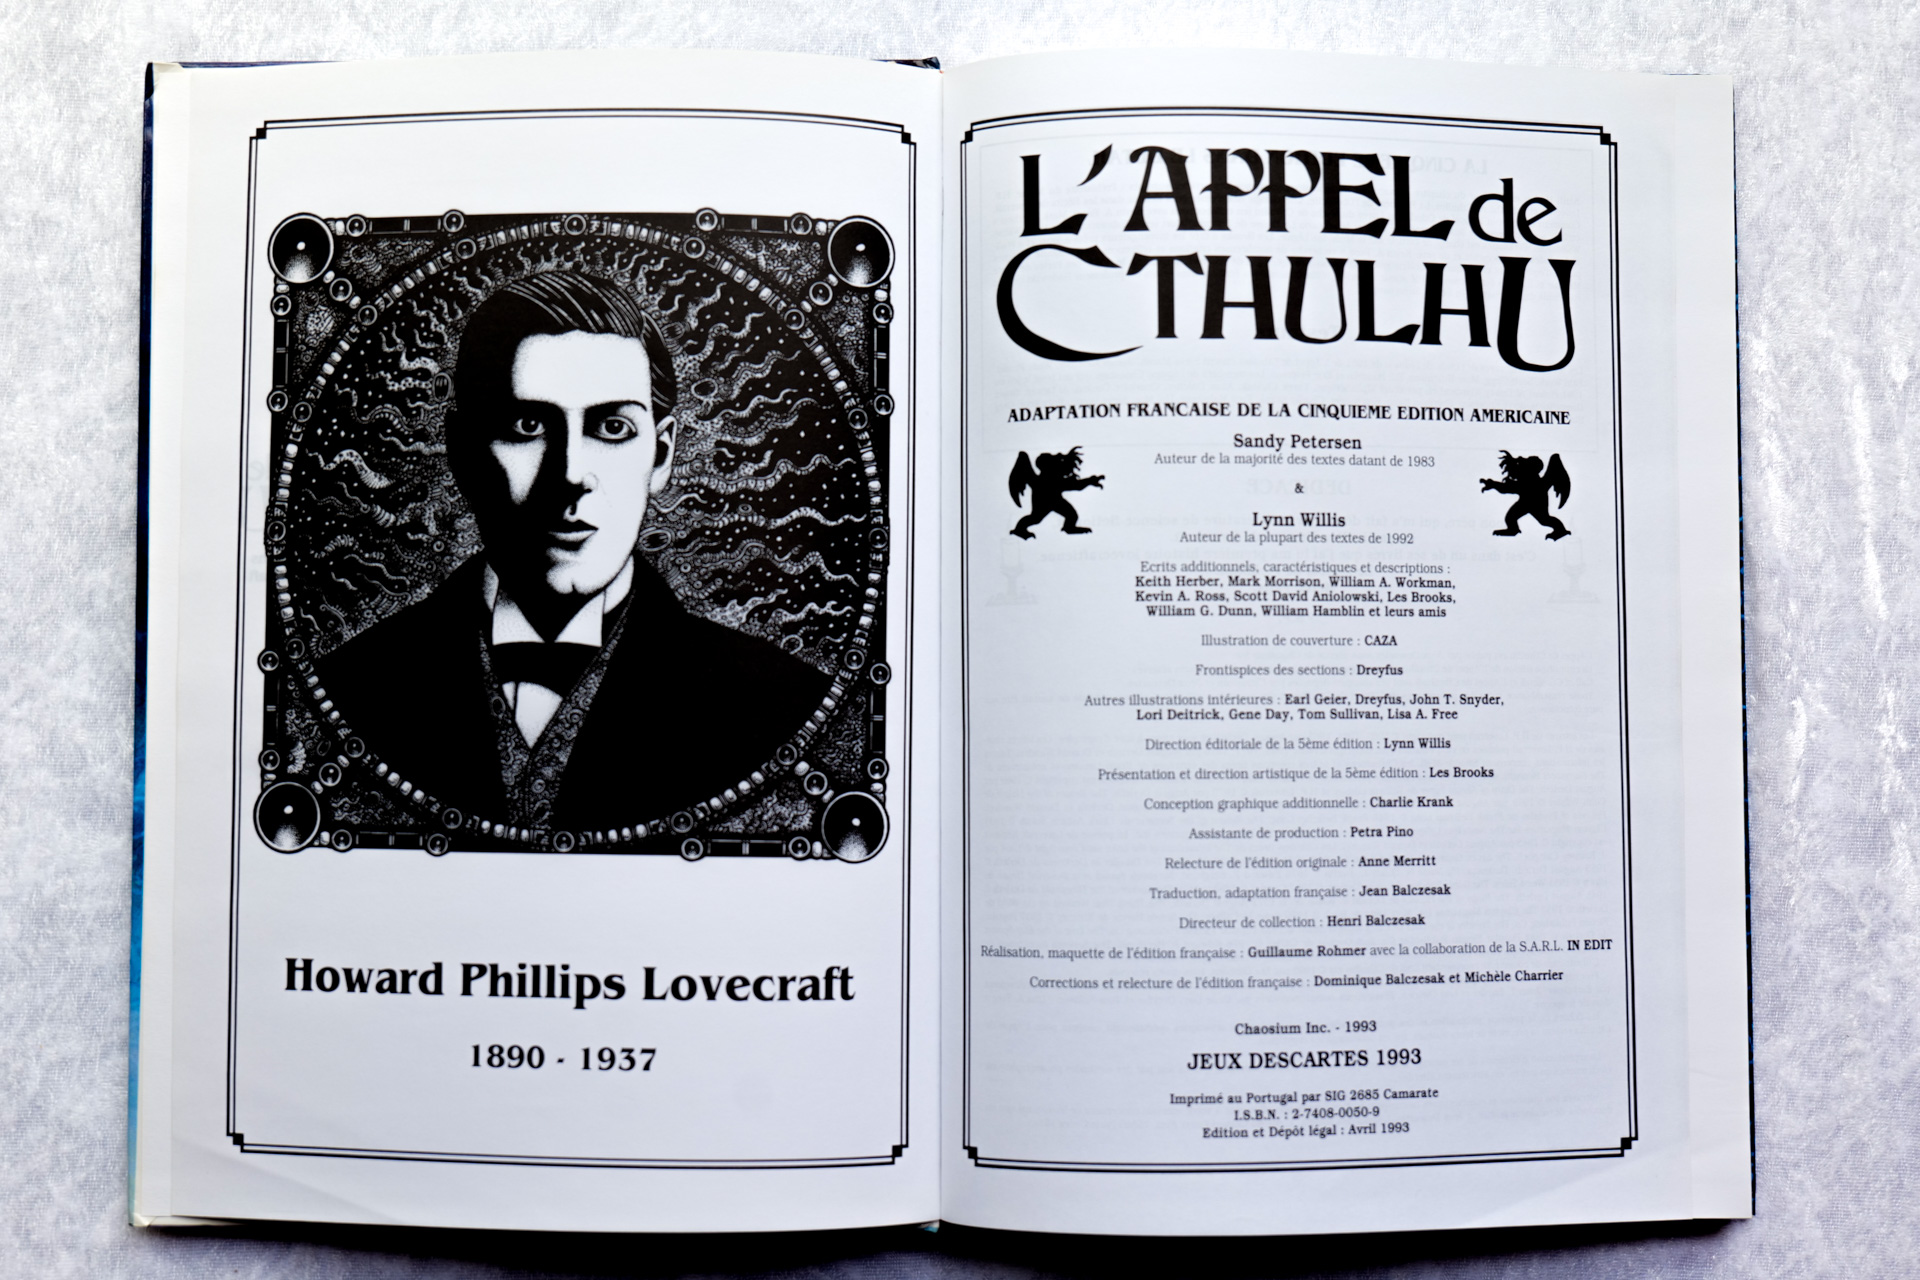 Howard Phillips Lovecraft
1890 - 1937
L'APPEL de
CTHULHU
ADAPTATION FRANCAISE DE LA CINQUIEME EDITION AMERICAINE
Sandy Petersen
Auteur de la majorité des textes datant de 1983
&
Lynn Willis
Auteur de la plupart des textes de 1992
Ecrits additionnels, caractéristiques et descriptions :
Keith Herber, Mark Morrison, William A. Workman,
Kevin A. Ross, Scott David Aniolowski, Les Brooks,
William G. Dunn, William Hamblin et leurs amis
Illustration de couverture : CAZA
Frontispices des sections : Dreyfus
Autres illustrations intérieures : Earl Geier, Dreyfus, John T. Snyder,
Lori Deitrick, Gene Day, Tom Sullivan, Lisa A. Free
Direction éditoriale de la 5ème édition : Lynn Willis
Présentation et direction artistique de la 5ème édition : Les Brooks
Conception graphique additionnelle : Charlie Krank
Assistante de production : Petra Pino
Relecture de l'édition originale : Anne Merritt
Traduction, adaptation française : Jean Balczesak
Directeur de collection : Henri Balczesak
Réalisation, maquette de l'édition française : Guillaume Rohmer avec la collaboration de la S.A.R.L. IN EDIT
Corrections et relecture de l'édition française : Dominique Balczesak et Michèle Charrier
Chaosium Inc. - 1993
JEUX DESCARTES 1993
Imprimé au Portugal par SIG 2685 Camarate
I.S.B.N. : 2-7408-0050-9
Edition et Dépôt légal : Avril 1993